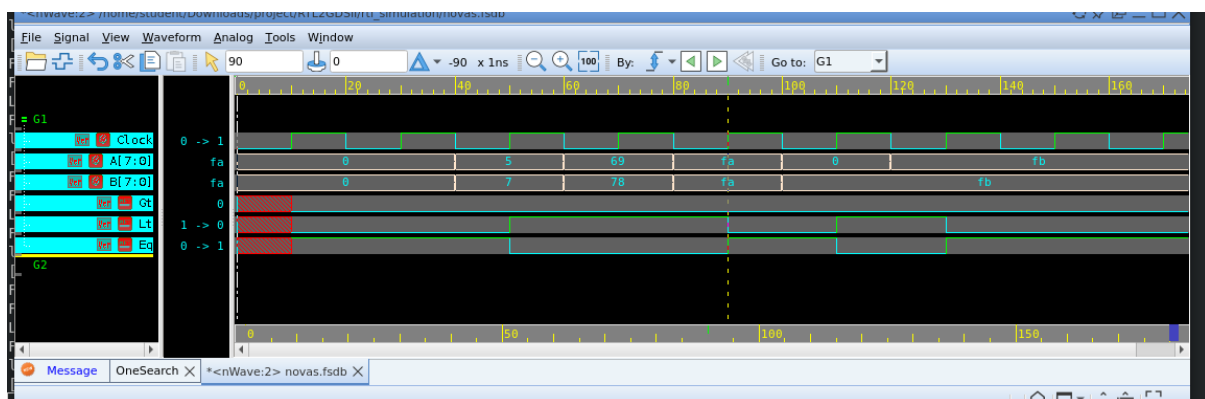 *<nWave:2> /home/student/Downloads/project/RTL2GDSII/rtl_simulation/novas.fsdb
File Signal View Waveform Analog Tools Window
90 0 -90 x 1ns 100 By: Go to: G1
0 20 40 60 80 100 120 140 160
G1
Clock 0 -> 1
A[7:0] fa 0 5 69 fa 0 fb
B[7:0] fa 0 7 78 fa fb
Gt 0
Lt 1 -> 0
Eq 0 -> 1
G2
0 50 100 150
Message OneSearch *<nWave:2> novas.fsdb